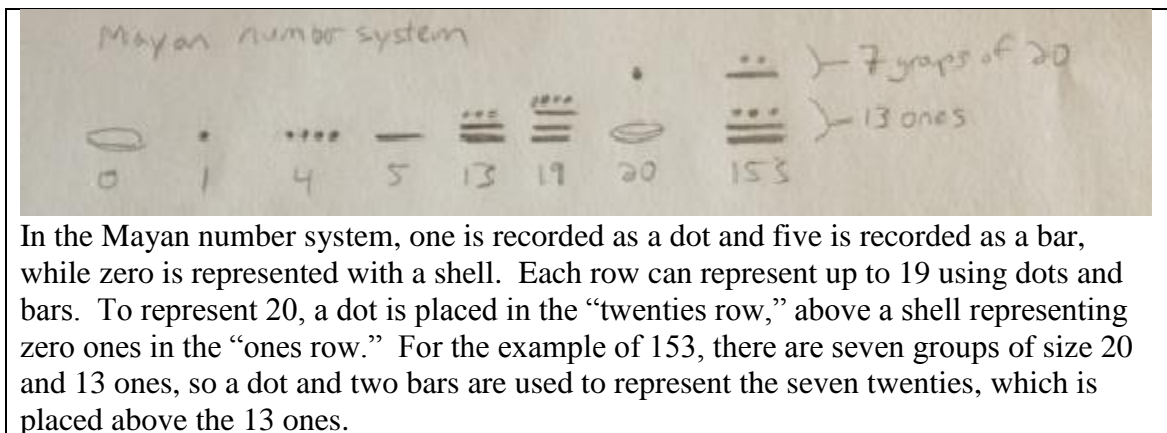 Mayan number system
7 groups of 20
13 ones
0 1 4 5 13 19 20 153
In the Mayan number system, one is recorded as a dot and five is recorded as a bar,
while zero is represented with a shell.  Each row can represent up to 19 using dots and
bars.  To represent 20, a dot is placed in the “twenties row,” above a shell representing
zero ones in the “ones row.”  For the example of 153, there are seven groups of size 20
and 13 ones, so a dot and two bars are used to represent the seven twenties, which is
placed above the 13 ones.